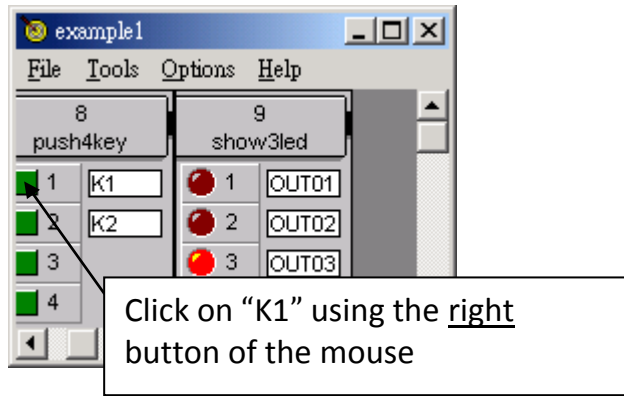 example1
File Tools Options Help
8 9
push4key show3led
1 K1 1 OUT01
2 K2 2 OUT02
3 3 OUT03
4
Click on “K1” using the right
button of the mouse